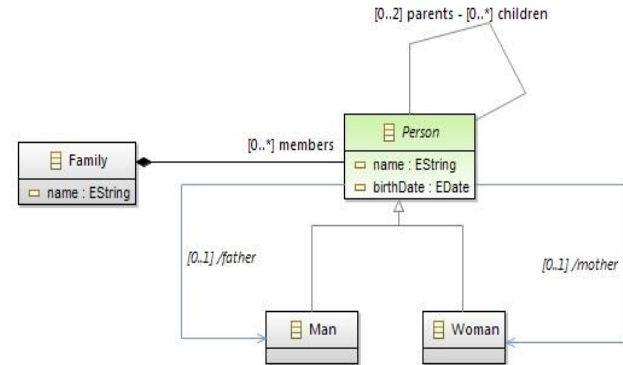 [0..2] parents - [0..*] children
Person
[0..*] members
name : EString
birthDate : EDate
Family
name : EString
[0..1] /father
[0..1] /mother
Man
Woman